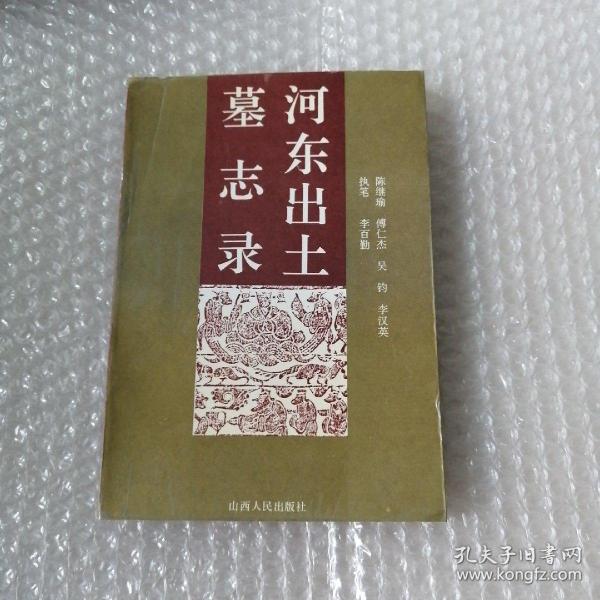 河东出土
墓志录
陈继瑜 傅仁杰 吴钧 李汉英
执笔 李百勤
山西人民出版社
孔夫子旧書网
www.kongfz.com